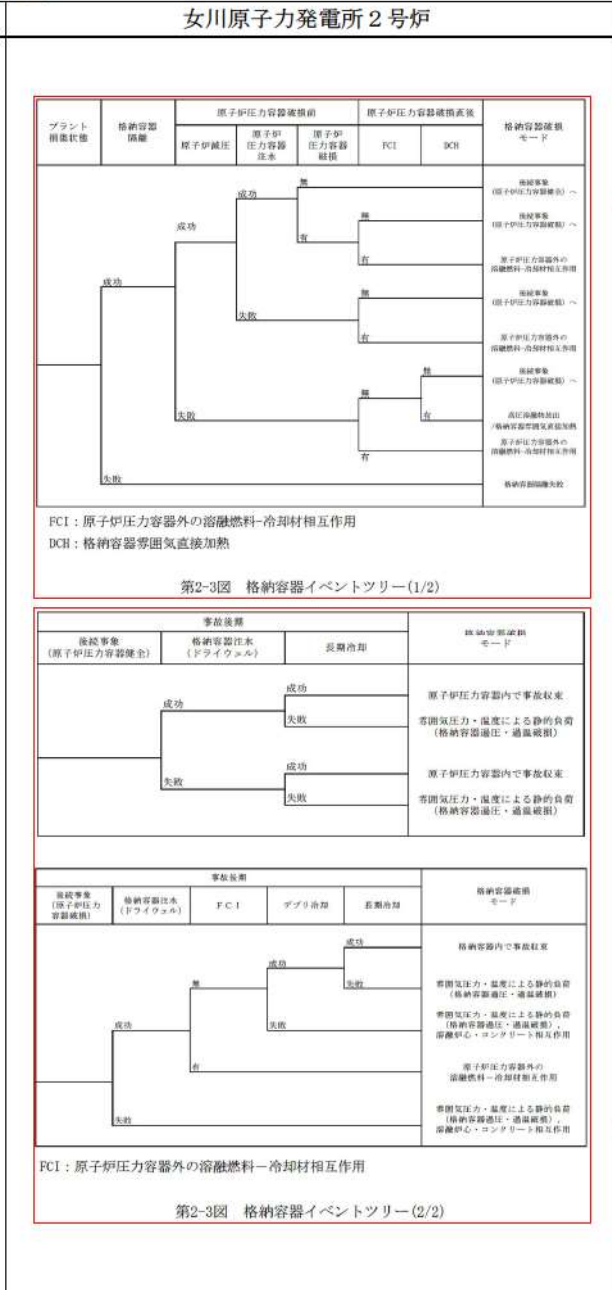 女川原子力発電所２号炉
プラント
損傷状態
格納容器
隔離
原子炉圧力容器破損前
原子炉圧力容器破損直後
格納容器破損
モード
原子炉減圧
原子炉
圧力容器
注水
原子炉
圧力容器
破損
FCI
DCH
成功
成功
成功
無
後続事象
(原子炉圧力容器健全)へ
有
無
後続事象
(原子炉圧力容器破損)へ
有
原子炉圧力容器外の
溶融燃料-冷却材相互作用
失敗
無
後続事象
(原子炉圧力容器破損)へ
有
原子炉圧力容器外の
溶融燃料-冷却材相互作用
失敗
無
無
後続事象
(原子炉圧力容器破損)へ
有
高圧溶融物放出
/格納容器雰囲気直接加熱
有
原子炉圧力容器外の
溶融燃料-冷却材相互作用
失敗
格納容器隔離失敗
FCI：原子炉圧力容器外の溶融燃料-冷却材相互作用
DCH：格納容器雰囲気直接加熱
第2-3図　格納容器イベントツリー(1/2)
事故後期
格納容器破損
モード
後続事象
(原子炉圧力容器健全)
格納容器注水
(ドライウェル)
長期冷却
成功
成功
原子炉圧力容器内で事故収束
失敗
雰囲気圧力・温度による静的負荷
(格納容器過圧・過温破損)
失敗
成功
原子炉圧力容器内で事故収束
失敗
雰囲気圧力・温度による静的負荷
(格納容器過圧・過温破損)
事故後期
格納容器破損
モード
後続事象
(原子炉圧力
容器破損)
格納容器注水
(ドライウェル)
ＦＣＩ
デブリ冷却
長期冷却
成功
無
成功
成功
格納容器内で事故収束
失敗
雰囲気圧力・温度による静的負荷
(格納容器過圧・過温破損)
失敗
雰囲気圧力・温度による静的負荷
(格納容器過圧・過温破損)，
溶融炉心・コンクリート相互作用
有
原子炉圧力容器外の
溶融燃料－冷却材相互作用
失敗
雰囲気圧力・温度による静的負荷
(格納容器過圧・過温破損)，
溶融炉心・コンクリート相互作用
FCI：原子炉圧力容器外の溶融燃料－冷却材相互作用
第2-3図　格納容器イベントツリー(2/2)